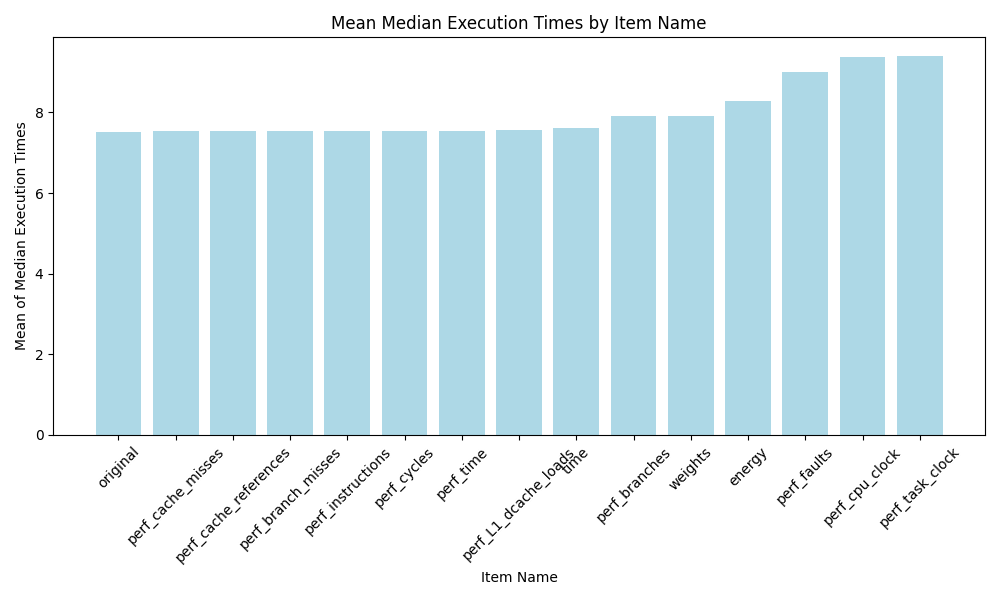 Mean Median Execution Times by Item Name
Mean of Median Execution Times
8
6
4
2
0
original
perf_cache_misses
perf_cache_references
perf_branch_misses
perf_instructions
perf_cycles
perf_time
perf_L1_dcache_loads
time
perf_branches
weights
energy
perf_faults
perf_cpu_clock
perf_task_clock
Item Name